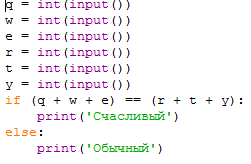 q = int(input())
w = int(input())
e = int(input())
r = int(input())
t = int(input())
y = int(input())
if (q + w + e) == (r + t + y):
    print('Счасливый')
else:
    print('Обычный')